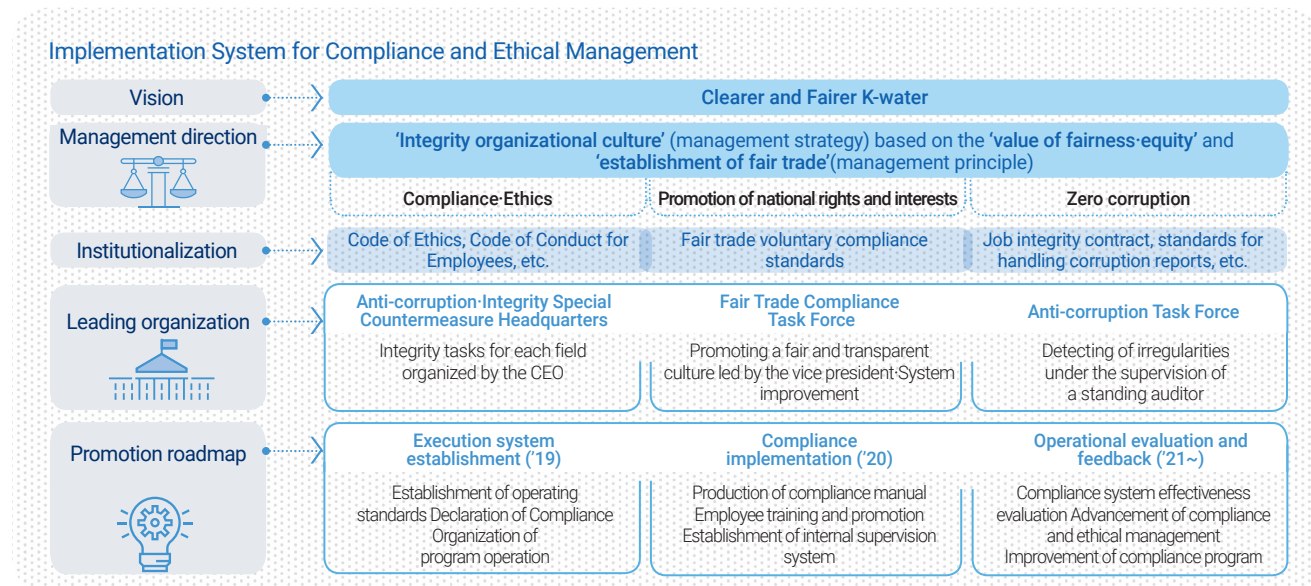 Implementation System for Compliance and Ethical Management
Vision
Clearer and Fairer K-water
Management direction
‘Integrity organizational culture’ (management strategy) based on the ‘value of fairness·equity’ and
‘establishment of fair trade’(management principle)
Compliance·Ethics
Promotion of national rights and interests
Zero corruption
Institutionalization
Code of Ethics, Code of Conduct for
Employees, etc.
Fair trade voluntary compliance
standards
Job integrity contract, standards for
handling corruption reports, etc.
Leading organization
Anti-corruption·Integrity Special
Countermeasure Headquarters
Integrity tasks for each field
organized by the CEO
Fair Trade Compliance
Task Force
Promoting a fair and transparent
culture led by the vice president·System
improvement
Anti-corruption Task Force
Detecting of irregularities
under the supervision of
a standing auditor
Promotion roadmap
Execution system
establishment (’19)
Establishment of operating
standards Declaration of Compliance
Organization of
program operation
Compliance
implementation (’20)
Production of compliance manual
Employee training and promotion
Establishment of internal supervision
system
Operational evaluation and
feedback (’21~)
Compliance system effectiveness
evaluation Advancement of compliance
and ethical management
Improvement of compliance program